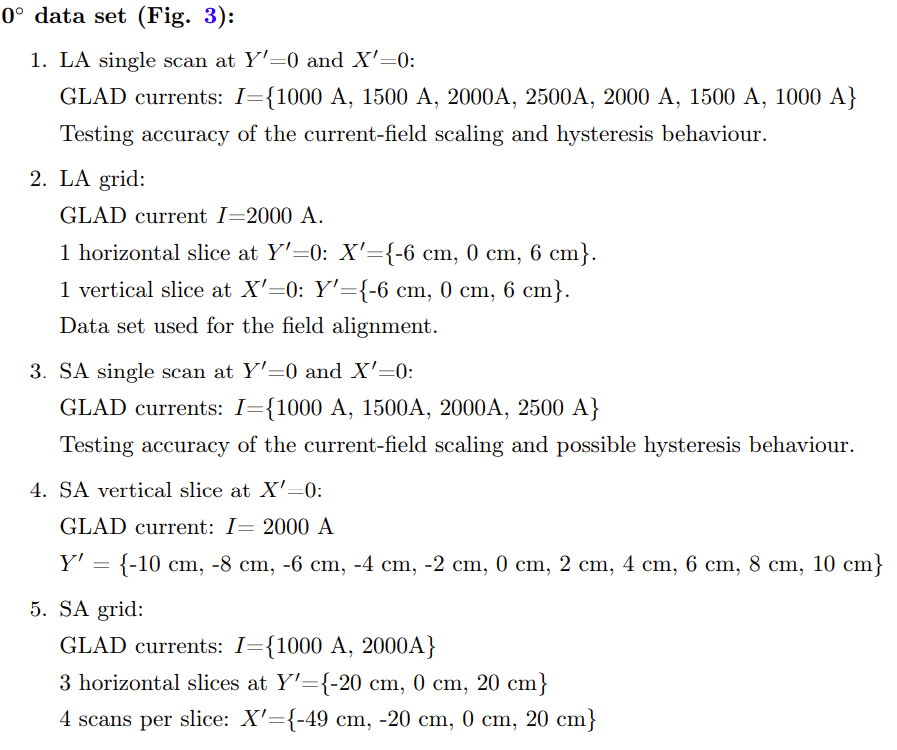 0° data set (Fig. 3):
1. LA single scan at Y′=0 and X′=0:
GLAD currents: I={1000 A, 1500 A, 2000A, 2500A, 2000 A, 1500 A, 1000 A}
Testing accuracy of the current-field scaling and hysteresis behaviour.
2. LA grid:
GLAD current I=2000 A.
1 horizontal slice at Y′=0: X′={-6 cm, 0 cm, 6 cm}.
1 vertical slice at X′=0: Y′={-6 cm, 0 cm, 6 cm}.
Data set used for the field alignment.
3. SA single scan at Y′=0 and X′=0:
GLAD currents: I={1000 A, 1500A, 2000A, 2500 A}
Testing accuracy of the current-field scaling and possible hysteresis behaviour.
4. SA vertical slice at X′=0:
GLAD current: I= 2000 A
Y′ = {-10 cm, -8 cm, -6 cm, -4 cm, -2 cm, 0 cm, 2 cm, 4 cm, 6 cm, 8 cm, 10 cm}
5. SA grid:
GLAD currents: I={1000 A, 2000A}
3 horizontal slices at Y′={-20 cm, 0 cm, 20 cm}
4 scans per slice: X′={-49 cm, -20 cm, 0 cm, 20 cm}